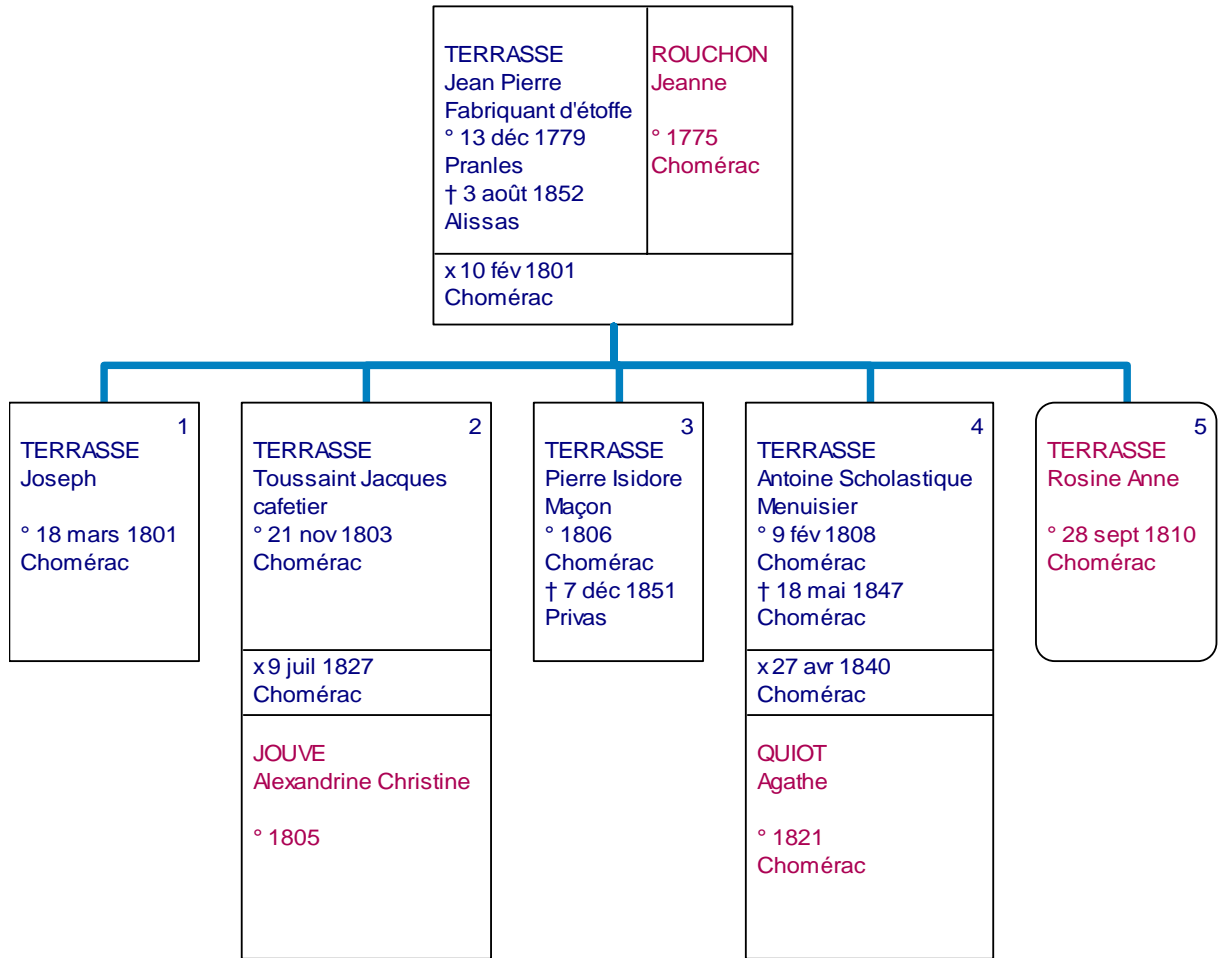 TERRASSE
Jean Pierre
Fabriquant d'étoffe
° 13 déc 1779
Pranles
† 3 août 1852
Alissas
ROUCHON
Jeanne
° 1775
Chomérac
x 10 fév 1801
Chomérac
1
TERRASSE
Joseph
° 18 mars 1801
Chomérac
2
TERRASSE
Toussaint Jacques
cafetier
° 21 nov 1803
Chomérac
x 9 juil 1827
Chomérac
JOUVE
Alexandrine Christine
° 1805
3
TERRASSE
Pierre Isidore
Maçon
° 1806
Chomérac
† 7 déc 1851
Privas
4
TERRASSE
Antoine Scholastique
Menuisier
° 9 fév 1808
Chomérac
† 18 mai 1847
Chomérac
x 27 avr 1840
Chomérac
QUIOT
Agathe
° 1821
Chomérac
5
TERRASSE
Rosine Anne
° 28 sept 1810
Chomérac